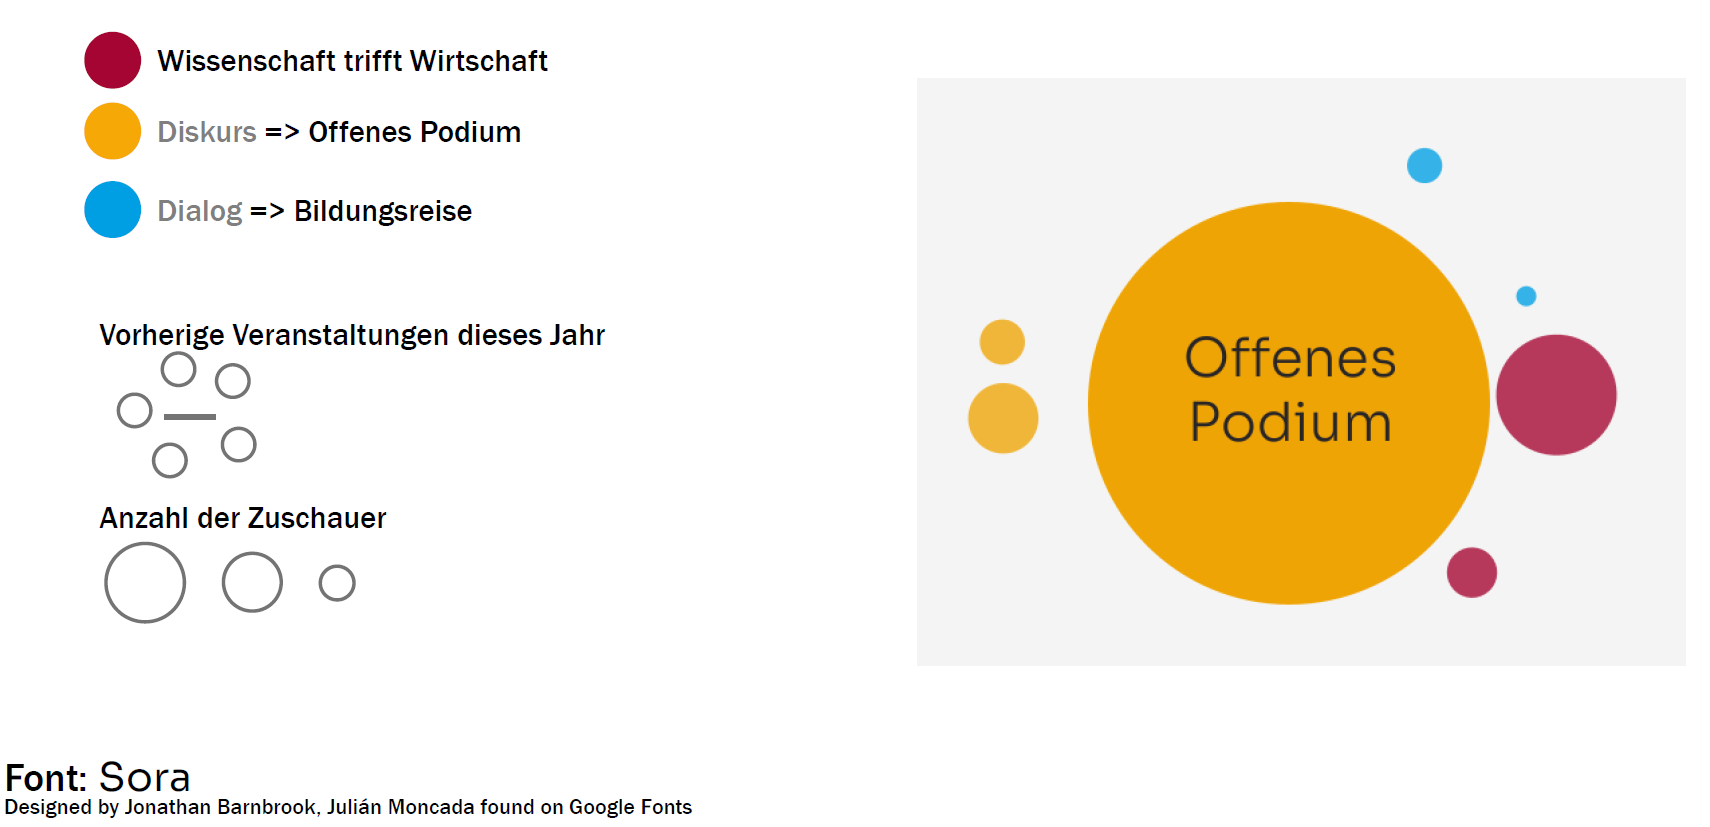 Wissenschaft trifft Wirtschaft
Diskurs => Offenes Podium
Dialog => Bildungsreise
Vorherige Veranstaltungen dieses Jahr
Anzahl der Zuschauer
Offenes
Podium
Font: Sora
Designed by Jonathan Barnbrook, Julián Moncada found on Google Fonts